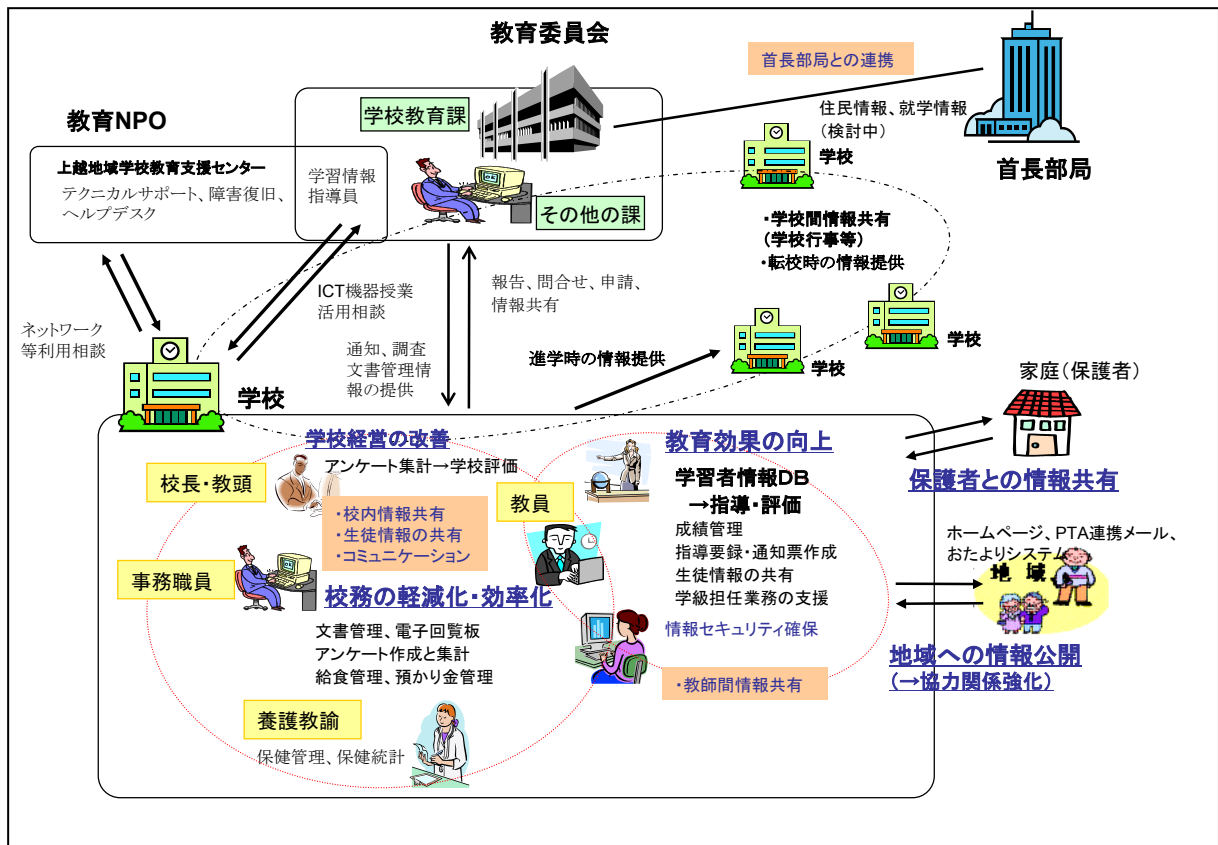 教育委員会
首長部局との連携
学校教育課
住民情報、就学情報
(検討中)
学校
首長部局
教育NPO
上越地域学校教育支援センター
テクニカルサポート、障害復旧、
ヘルプデスク
学習情報
指導員
その他の課
・学校間情報共有
(学校行事等)
・転校時の情報提供
ICT機器授業
活用相談
報告、問合せ、申請、
情報共有
ネットワーク
等利用相談
通知、調査
文書管理情
報の提供
進学時の情報提供
学校
学校
学校
家庭(保護者)
保護者との情報共有
学校経営の改善
アンケート集計→学校評価
校長・教頭
・校内情報共有
・生徒情報の共有
・コミュニケーション
事務職員
校務の軽減化・効率化
文書管理、電子回覧板
アンケート作成と集計
給食管理、預かり金管理
養護教諭
保健管理、保健統計
教員
教育効果の向上
学習者情報DB
→指導・評価
成績管理
指導要録・通知票作成
生徒情報の共有
学級担任業務の支援
情報セキュリティ確保
・教師間情報共有
ホームページ、PTA連携メール、
おたよりシステム
地域
地域への情報公開
(→協力関係強化)